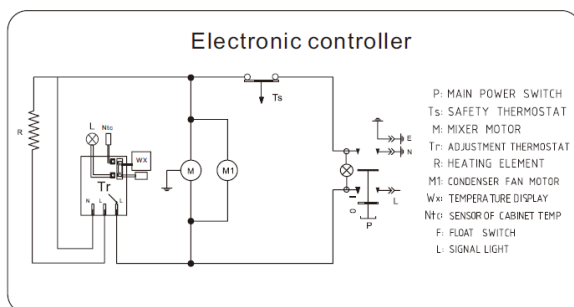 Electronic controller
Ts
R
L
Ntc
WX
Tr
N L L
M
M1
E
N
L
I
O
P
P: MAIN POWER SWITCH
Ts: SAFETY THERMOSTAT
M: MIXER MOTOR
Tr: ADJUSTMENT THERMOSTAT
R: HEATING ELEMENT
M1: CONDENSER FAN MOTOR
Wx: TEMPERATURE DISPLAY
Ntc: SENSOR OF CABINET TEMP
F: FLOAT SWITCH
L: SIGNAL LIGHT